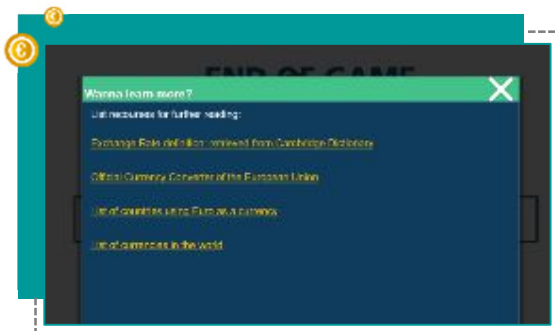 END OF GAME
Wanna learn more?
List recourses for further reading:
Exchange Rate definition retrieved from Cambridge Dictionary
Official Currency Converter of the European Union
List of countries using Euro as a currency
List of currencies in the world